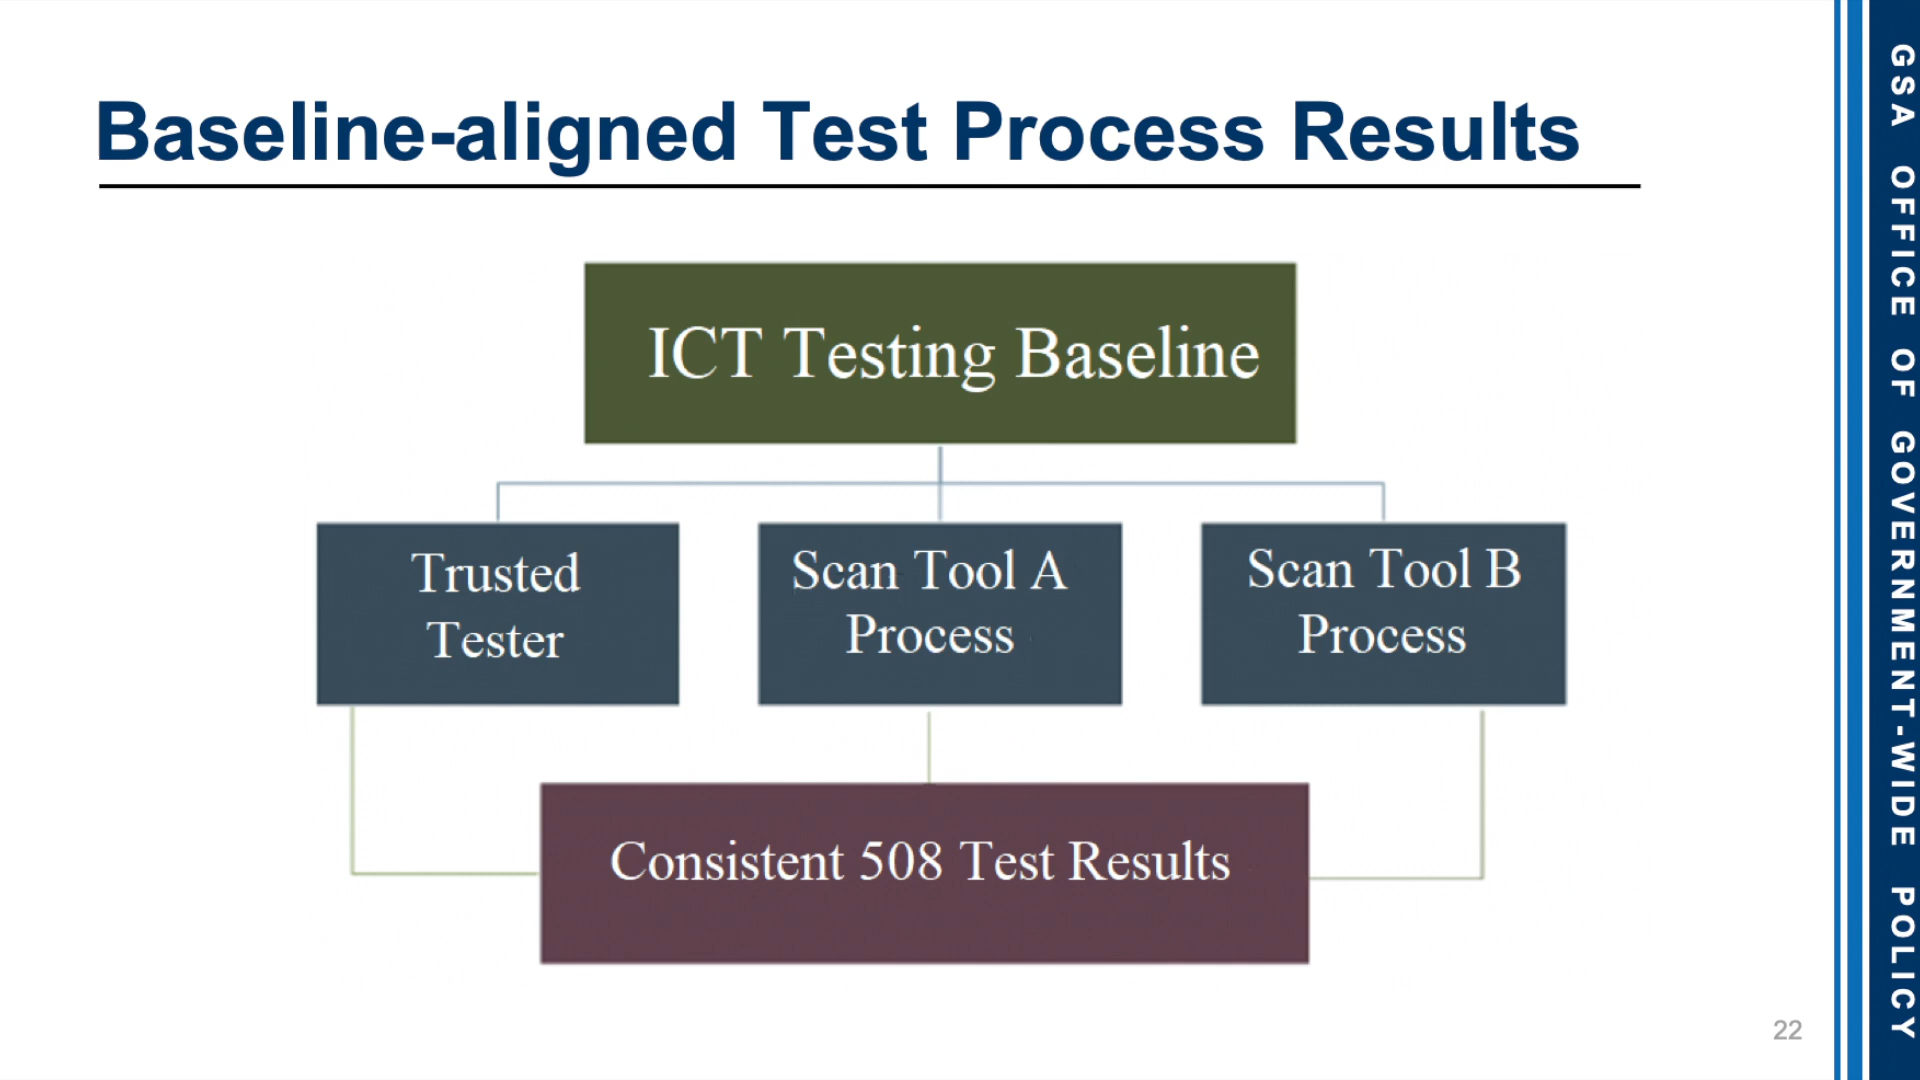 Baseline-aligned Test Process Results
ICT Testing Baseline
Trusted
Tester
Scan Tool A
Process
Scan Tool B
Process
Consistent 508 Test Results
22
GSA OFFICE OF GOVERNMENT-WIDE POLICY